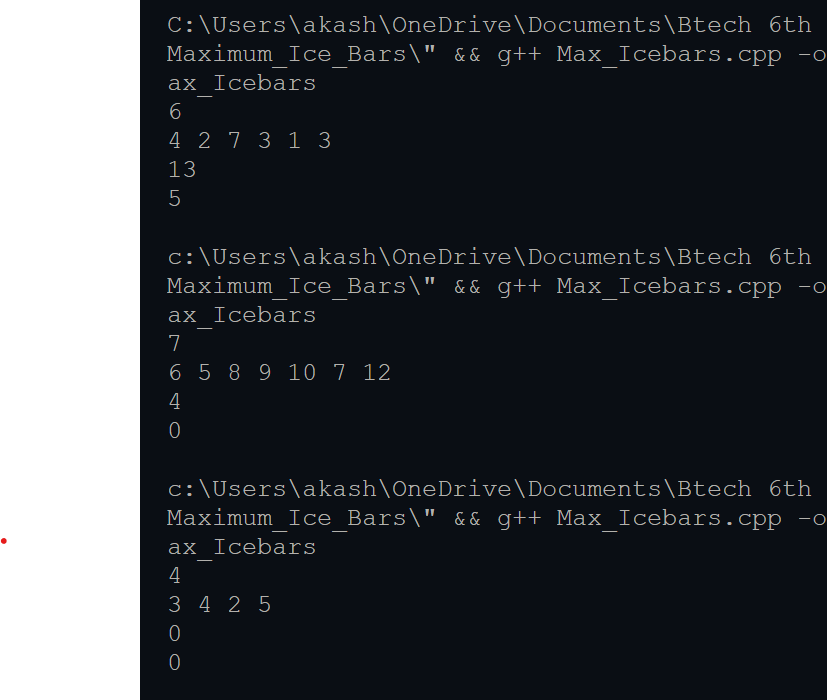 C:\Users\akash\OneDrive\Documents\Btech 6th
Maximum_Ice_Bars\" && g++ Max_Icebars.cpp -o
ax_Icebars
6
4 2 7 3 1 3
13
5
c:\Users\akash\OneDrive\Documents\Btech 6th
Maximum_Ice_Bars\" && g++ Max_Icebars.cpp -o
ax_Icebars
7
6 5 8 9 10 7 12
4
0
c:\Users\akash\OneDrive\Documents\Btech 6th
Maximum_Ice_Bars\" && g++ Max_Icebars.cpp -o
ax_Icebars
4
3 4 2 5
0
0